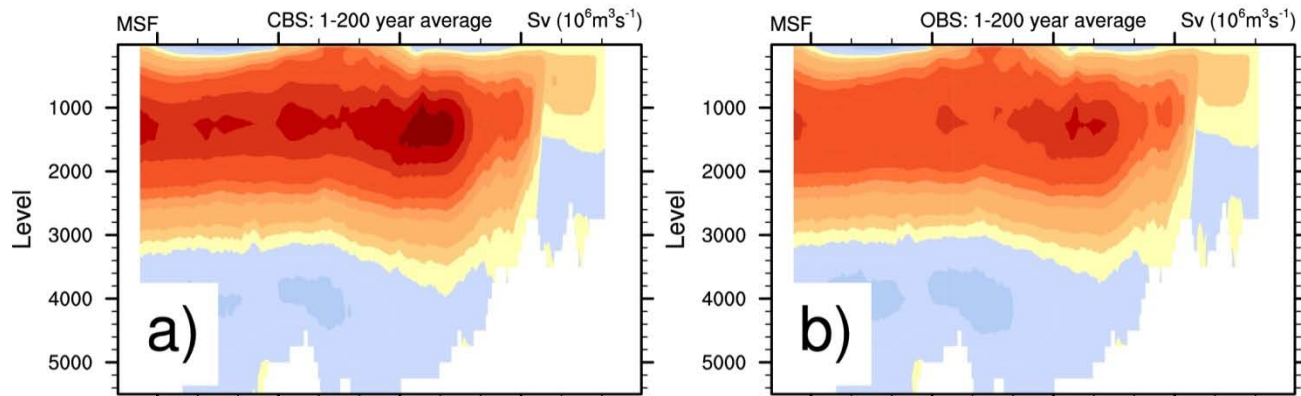 MSF CBS: 1-200 year average Sv (10⁶m³s⁻¹)
1000
2000
3000
4000
5000
Level
a)
MSF OBS: 1-200 year average Sv (10⁶m³s⁻¹)
1000
2000
3000
4000
5000
Level
b)